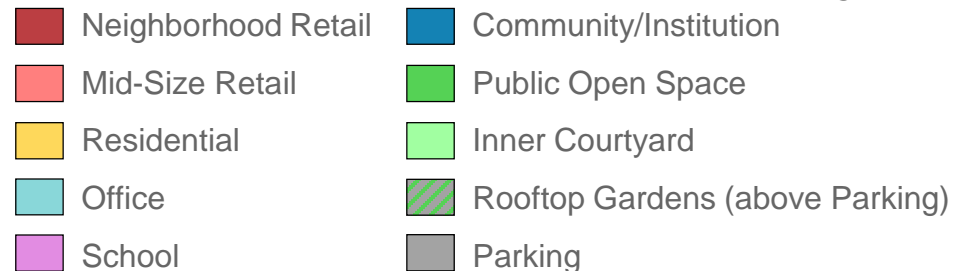 Neighborhood Retail
Mid-Size Retail
Residential
Office
School
Community/Institution
Public Open Space
Inner Courtyard
Rooftop Gardens (above Parking)
Parking